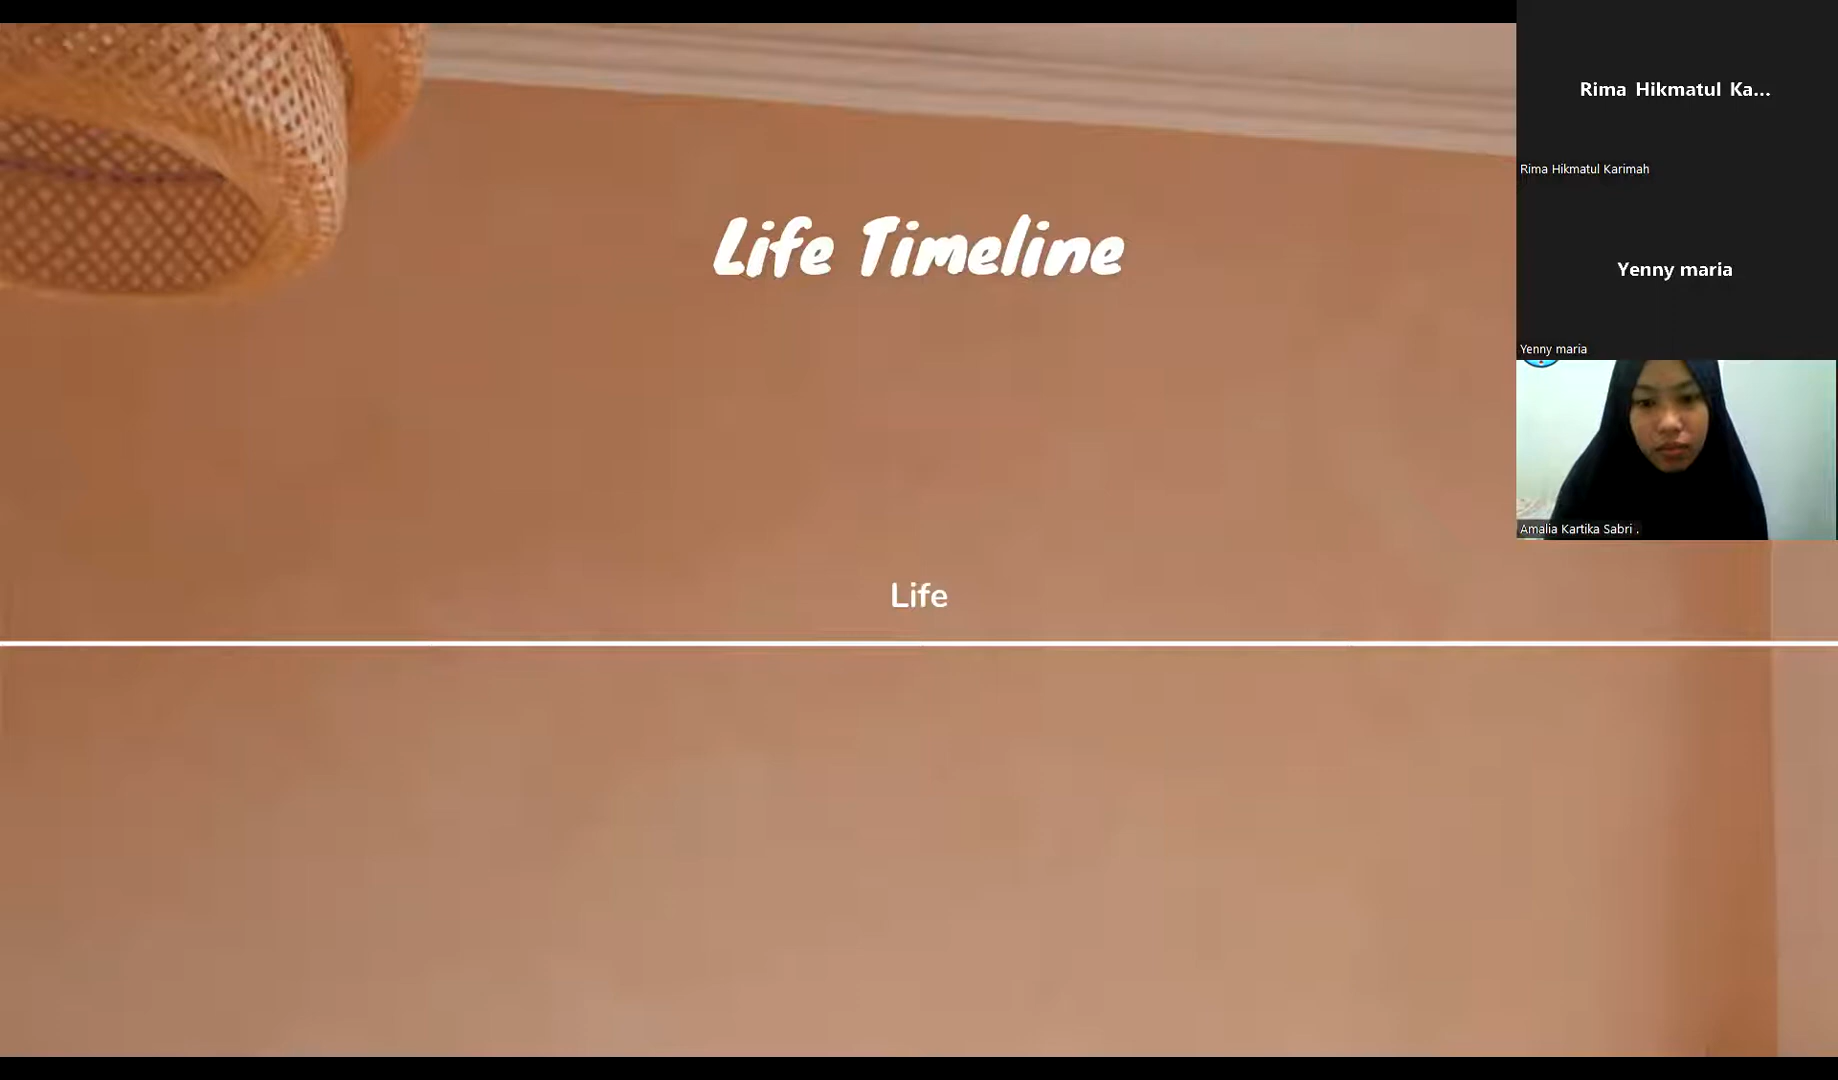 Life Timeline
Life
Rima Hikmatul Ka...
Rima Hikmatul Karimah
Yenny maria
Yenny maria
Amalia Kartika Sabri .